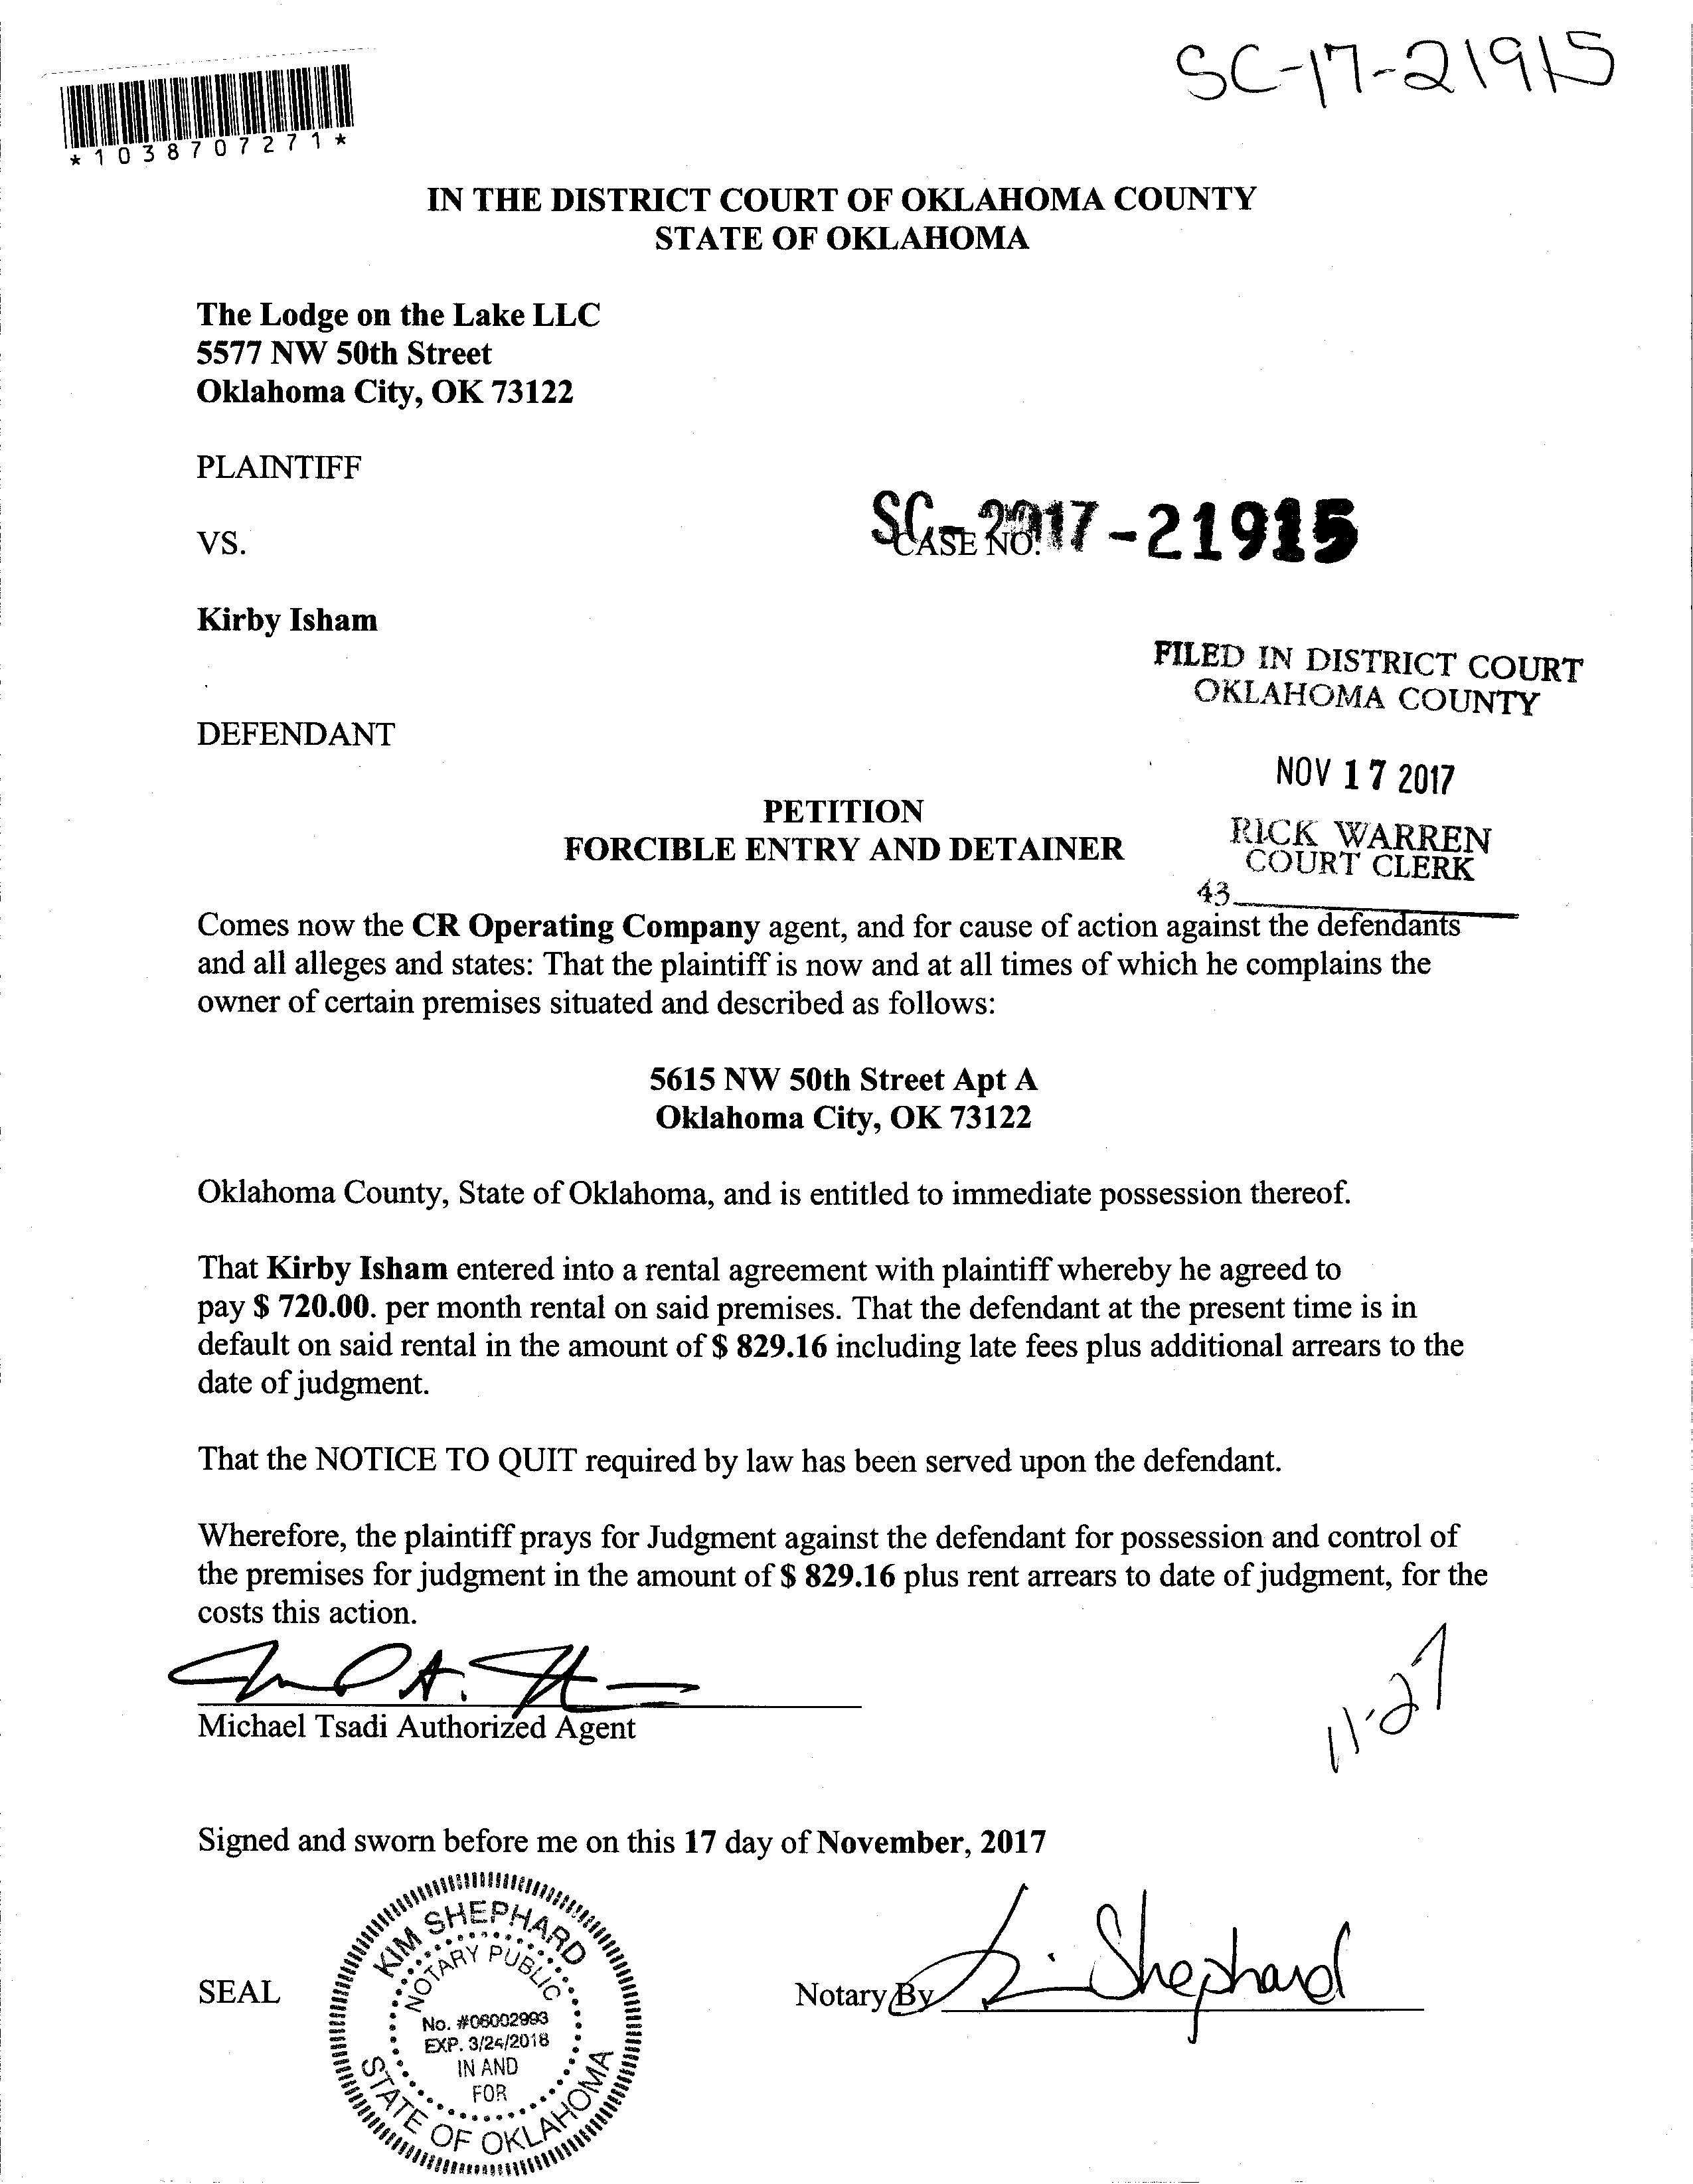 SC-17-21915
*1038707271*
IN THE DISTRICT COURT OF OKLAHOMA COUNTY
STATE OF OKLAHOMA
The Lodge on the Lake LLC
5577 NW 50th Street
Oklahoma City, OK 73122
PLAINTIFF
VS.
SC-2017-21915
CASE NO.
Kirby Isham
FILED IN DISTRICT COURT
OKLAHOMA COUNTY
DEFENDANT
NOV 17 2017
PETITION
FORCIBLE ENTRY AND DETAINER
RICK WARREN
COURT CLERK
43
Comes now the CR Operating Company agent, and for cause of action against the defendants
and all alleges and states: That the plaintiff is now and at all times of which he complains the
owner of certain premises situated and described as follows:
5615 NW 50th Street Apt A
Oklahoma City, OK 73122
Oklahoma County, State of Oklahoma, and is entitled to immediate possession thereof.
That Kirby Isham entered into a rental agreement with plaintiff whereby he agreed to
pay $ 720.00. per month rental on said premises. That the defendant at the present time is in
default on said rental in the amount of $ 829.16 including late fees plus additional arrears to the
date of judgment.
That the NOTICE TO QUIT required by law has been served upon the defendant.
Wherefore, the plaintiff prays for Judgment against the defendant for possession and control of
the premises for judgment in the amount of $ 829.16 plus rent arrears to date of judgment, for the
costs this action.
Michael Tsadi Authorized Agent
11-27
Signed and sworn before me on this 17 day of November, 2017
SEAL
KIM SHEPHARD
NOTARY PUBLIC
No. #06002993
EXP. 3/24/2018
IN AND
FOR
STATE OF OKLAHOMA
Notary By Shephard